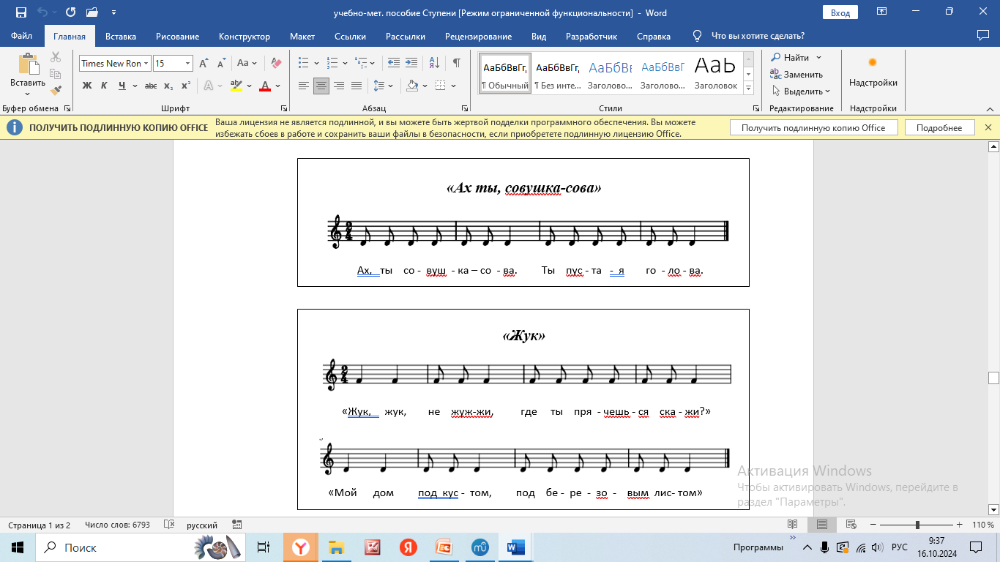 учебно-мет. пособие Ступени [Режим ограниченной функциональности] - Word
Вход
Файл Главная Вставка Рисование Конструктор Макет Ссылки Рассылки Рецензирование Вид Разработчик Справка Что вы хотите сделать?
Вставить
Буфер обмена
Times New Ron 15
Aa
Ж К Ч abc x₂ x²
Шрифт
Абзац
АаБбВвГг, АаБбВвГг, АаБбВв АаБбВвГ АаЬ
¶ Обычный ¶ Без инте... Заголово... Заголово... Заголовок
Стили
Найти
Заменить
Выделить
Редактирование
Настройки
Настройки
ПОЛУЧИТЬ ПОДЛИННУЮ КОПИЮ OFFICE
Ваша лицензия не является подлинной, и вы можете быть жертвой подделки программного обеспечения. Вы можете
избежать сбоев в работе и сохранить ваши файлы в безопасности, если приобретете подлинную лицензию Office.
Получить подлинную копию Office
Подробнее
«Ах ты, совушка-сова»
2
4
Ах, ты со - вуш - ка – со - ва. Ты пус - та - я го - ло - ва.
«Жук»
2
4
«Жук, жук, не жуж-жи, где ты пря - чешь - ся ска - жи?»
«Мой дом под кус - том, под бе - ре - зо - вым лис- том»
Активация Windows
Чтобы активировать Windows, перейдите в
раздел "Параметры".
Страница 1 из 2 Число слов: 6793 русский 110 %
Поиск
Программы
РУС
9:37
16.10.2024